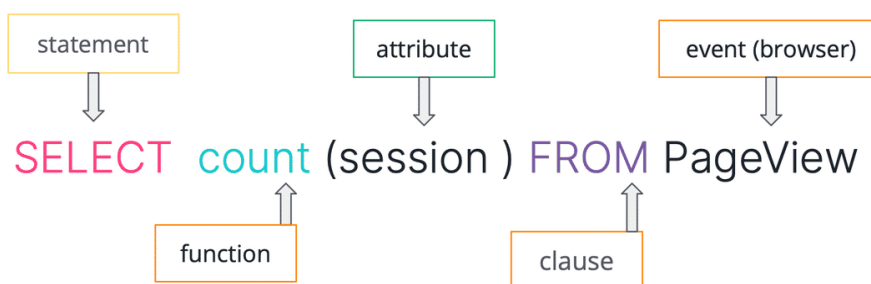 statement
attribute
event (browser)
SELECT count (session ) FROM PageView
function
clause